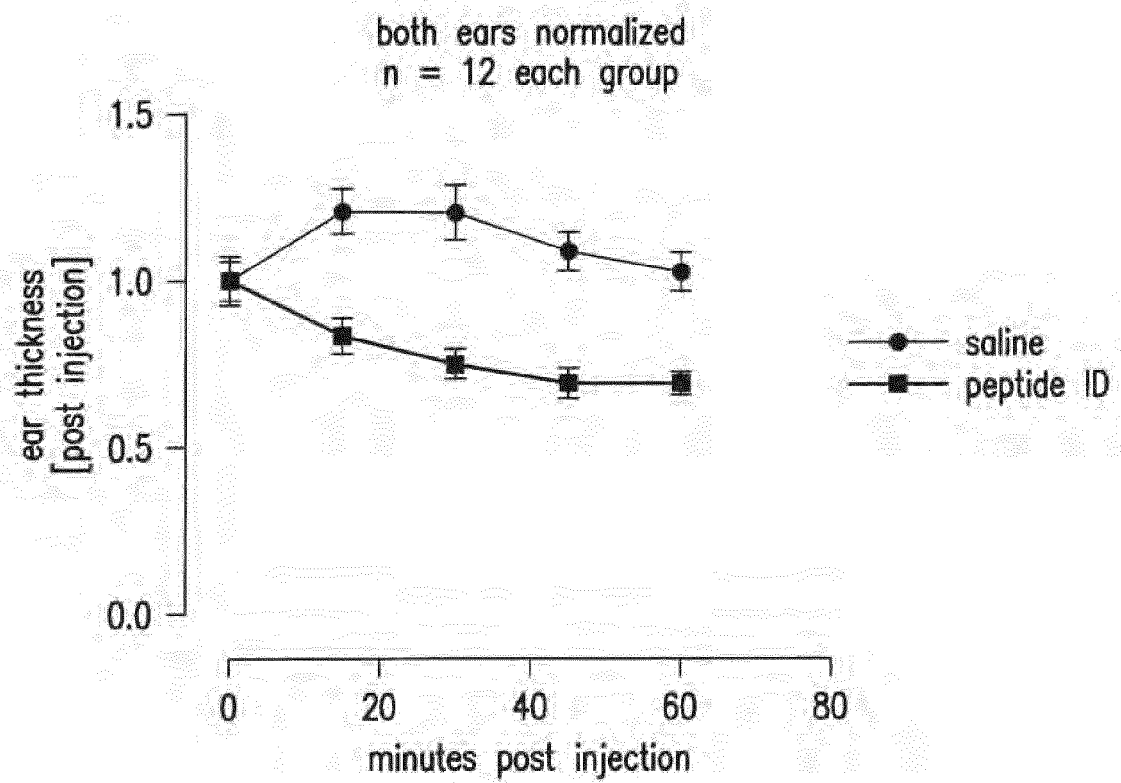 both ears normalized
n = 12 each group
1.5
1.0
0.5
0.0
ear thickness
[post injection]
saline
peptide ID
0 20 40 60 80
minutes post injection